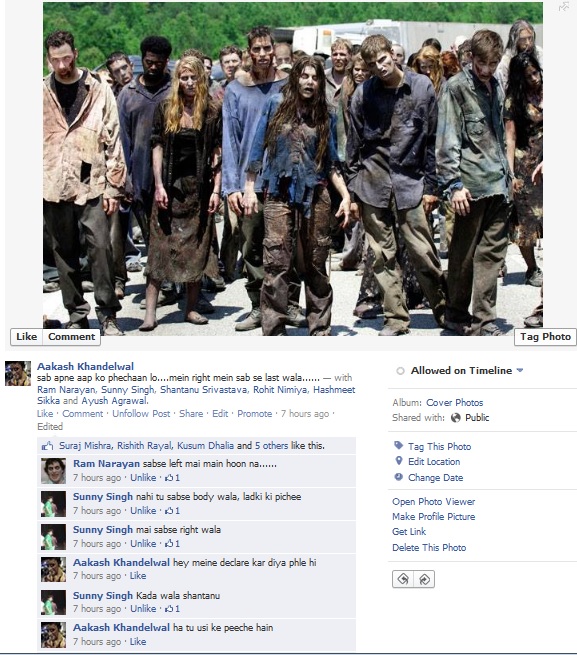 Like Comment
Tag Photo
Aakash Khandelwal
sab apne aap ko phechaan lo....mein right mein sab se last wala...... — with
Ram Narayan, Sunny Singh, Shantanu Srivastava, Rohit Nimiya, Hashmeet
Sikka and Ayush Agrawal.
Like · Comment · Unfollow Post · Share · Edit · Promote · 7 hours ago ·
Edited
Suraj Mishra, Rishith Rayal, Kusum Dhalia and 5 others like this.
Ram Narayan sabse left mai main hoon na......
7 hours ago · Unlike · 1
Sunny Singh nahi tu sabse body wala, ladki ki pichee
7 hours ago · Unlike · 1
Sunny Singh mai sabse right wala
7 hours ago · Unlike · 1
Aakash Khandelwal hey meine declare kar diya phle hi
7 hours ago · Like
Sunny Singh Kada wala shantanu
7 hours ago · Unlike · 1
Aakash Khandelwal ha tu usi ke peeche hain
7 hours ago · Like
Allowed on Timeline
Album: Cover Photos
Shared with: Public
Tag This Photo
Edit Location
Change Date
Open Photo Viewer
Make Profile Picture
Get Link
Delete This Photo